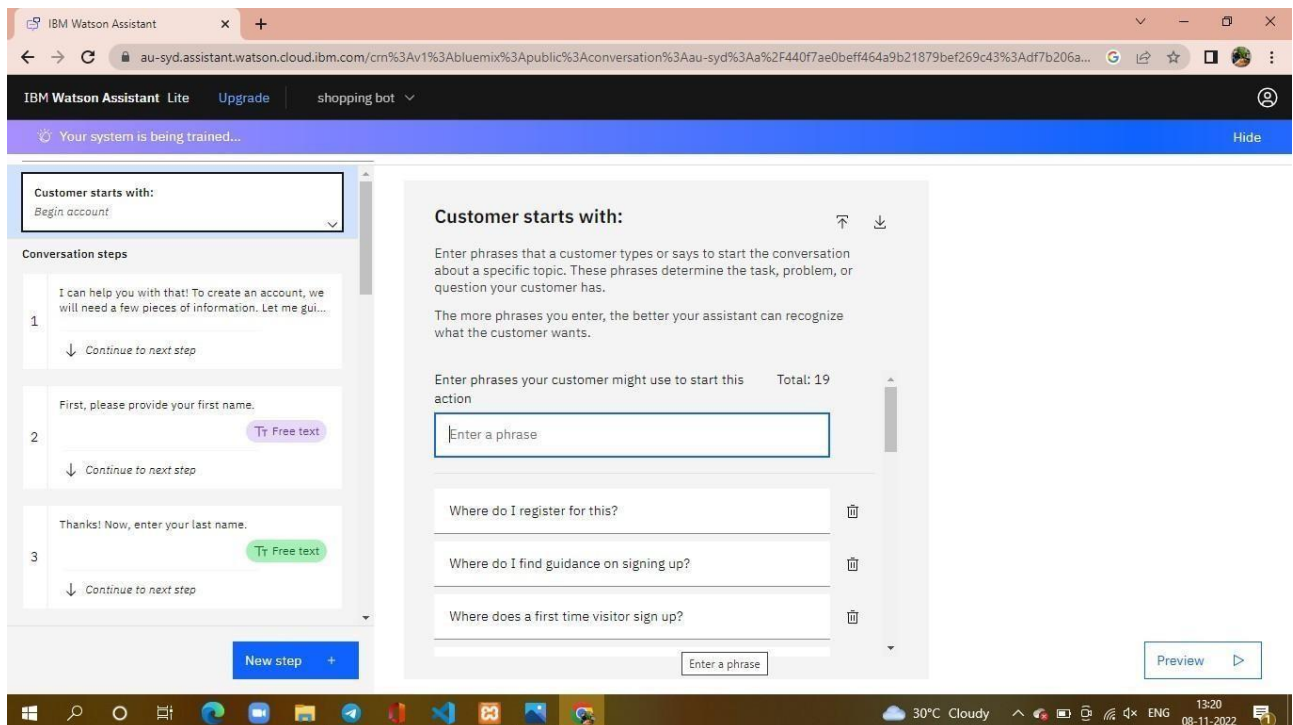 IBM Watson Assistant
au-syd.assistant.watson.cloud.ibm.com/crn%3Av1%3Abluemix%3Apublic%3Aconversation%3Aau-syd%3Aa%2F440f7ae0beff464a9b21879bef269c43%3Adf7b206a...
IBM Watson Assistant Lite Upgrade shopping bot
Your system is being trained... Hide
Customer starts with:
Begin account
Conversation steps
1
I can help you with that! To create an account, we
will need a few pieces of information. Let me gui...
Continue to next step
2
First, please provide your first name.
Free text
Continue to next step
3
Thanks! Now, enter your last name.
Free text
Continue to next step
New step +
Customer starts with:
Enter phrases that a customer types or says to start the conversation
about a specific topic. These phrases determine the task, problem, or
question your customer has.
The more phrases you enter, the better your assistant can recognize
what the customer wants.
Enter phrases your customer might use to start this
action
Total: 19
Enter a phrase
Where do I register for this?
Where do I find guidance on signing up?
Where does a first time visitor sign up?
Enter a phrase
Preview
30°C Cloudy ENG 13:20
08-11-2022